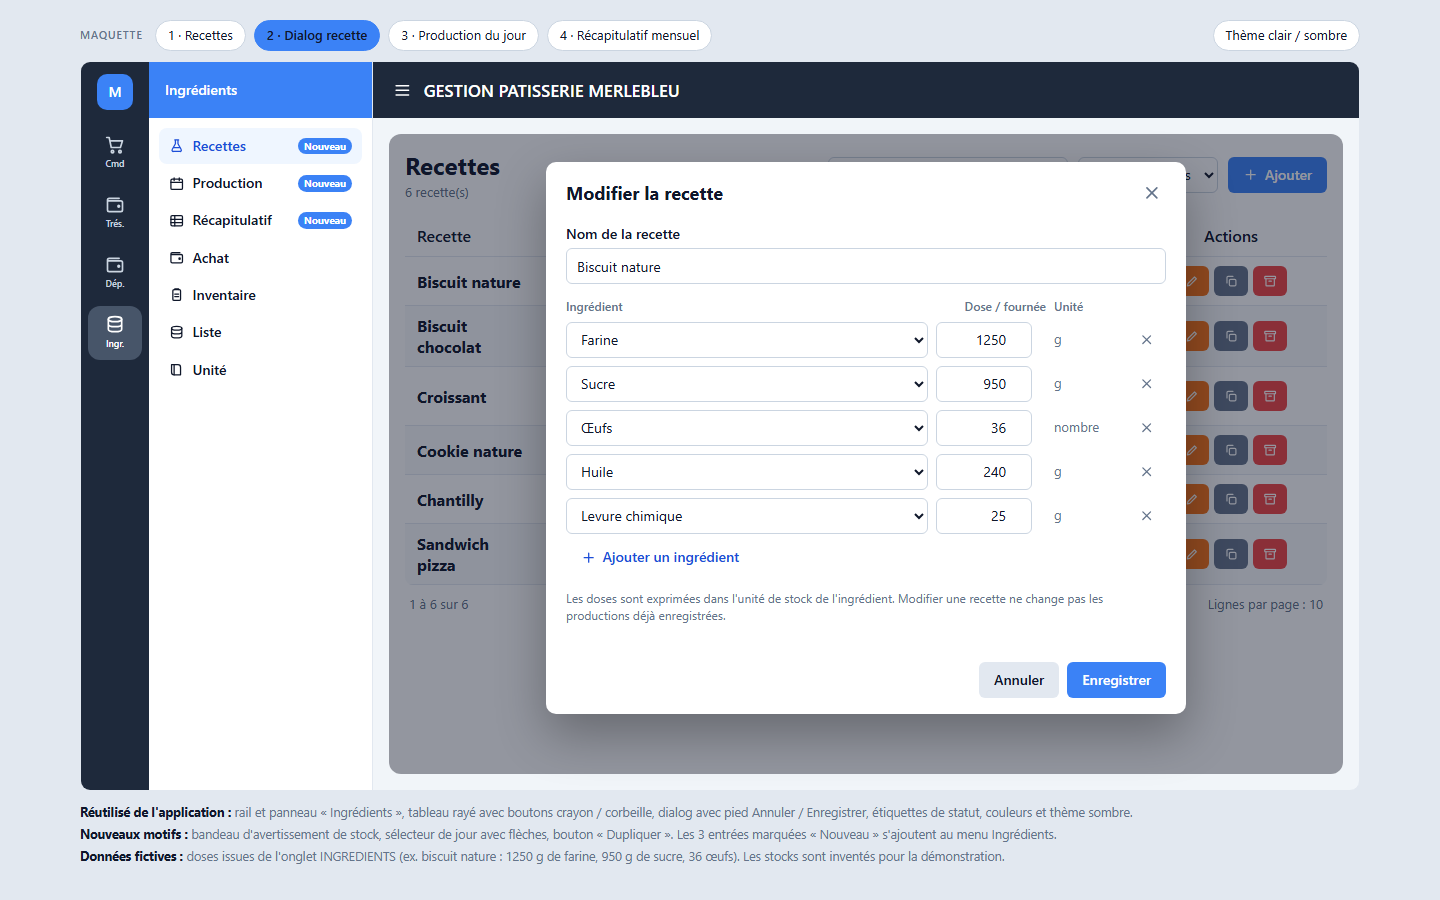 MAQUETTE
1 · Recettes
2 · Dialog recette
3 · Production du jour
4 · Récapitulatif mensuel
Thème clair / sombre
M
Ingrédients
GESTION PATISSERIE MERLEBLEU
Cmd
Trés.
Dép.
Ingr.
Recettes Nouveau
Production Nouveau
Récapitulatif Nouveau
Achat
Inventaire
Liste
Unité
Recettes
6 recette(s)
Ajouter
Recette
Actions
Biscuit nature
Biscuit
chocolat
Croissant
Cookie nature
Chantilly
Sandwich
pizza
1 à 6 sur 6
Lignes par page : 10
Modifier la recette
Nom de la recette
Biscuit nature
Ingrédient Dose / fournée Unité
Farine 1250 g
Sucre 950 g
Œufs 36 nombre
Huile 240 g
Levure chimique 25 g
Ajouter un ingrédient
Les doses sont exprimées dans l'unité de stock de l'ingrédient. Modifier une recette ne change pas les
productions déjà enregistrées.
Annuler
Enregistrer
Réutilisé de l'application : rail et panneau « Ingrédients », tableau rayé avec boutons crayon / corbeille, dialog avec pied Annuler / Enregistrer, étiquettes de statut, couleurs et thème sombre.
Nouveaux motifs : bandeau d'avertissement de stock, sélecteur de jour avec flèches, bouton « Dupliquer ». Les 3 entrées marquées « Nouveau » s'ajoutent au menu Ingrédients.
Données fictives : doses issues de l'onglet INGREDIENTS (ex. biscuit nature : 1250 g de farine, 950 g de sucre, 36 œufs). Les stocks sont inventés pour la démonstration.